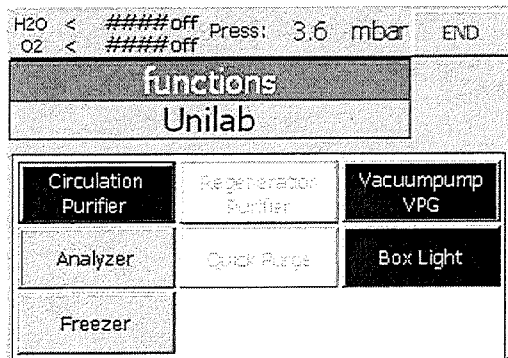 H2O < ####off Press: 3.6 mbar END
O2 < ####off
functions
Unilab
Circulation Purifier
Regeneration Purifier
Vacuumpump VPG
Analyzer
Quick Purge
Box Light
Freezer